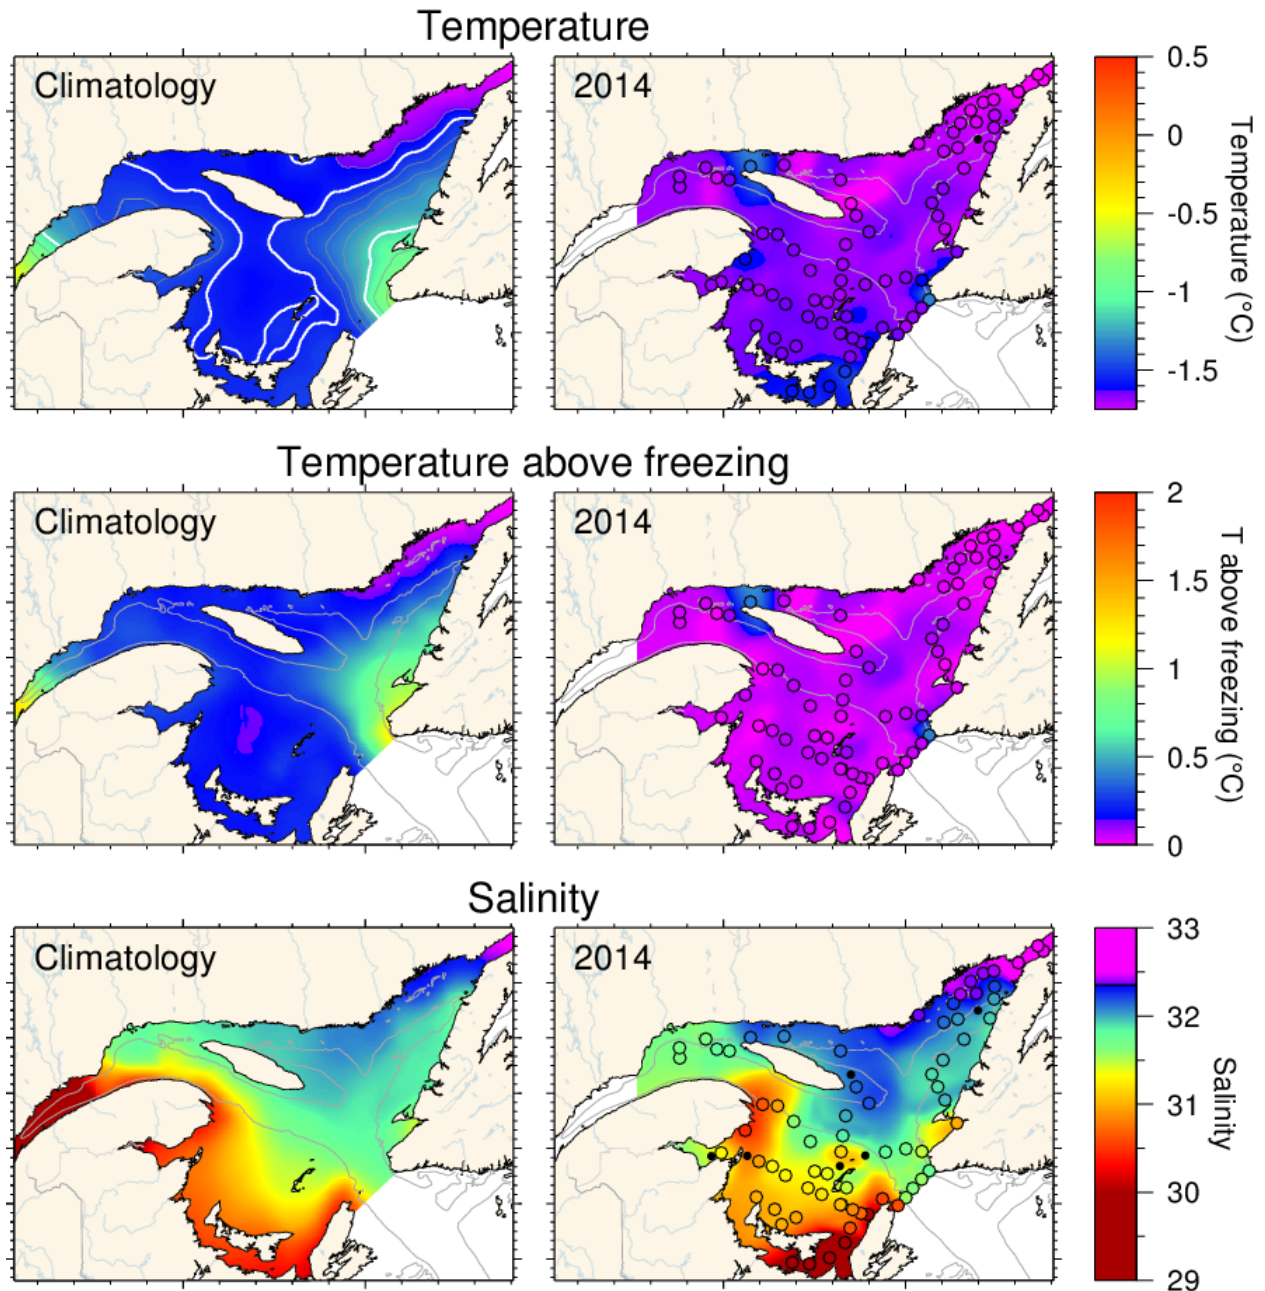 Temperature
Climatology
2014
0.5
0
-0.5
-1
-1.5
Temperature (°C)
Temperature above freezing
Climatology
2014
2
1.5
1
0.5
0
T above freezing (°C)
Salinity
Climatology
2014
33
32
31
30
29
Salinity